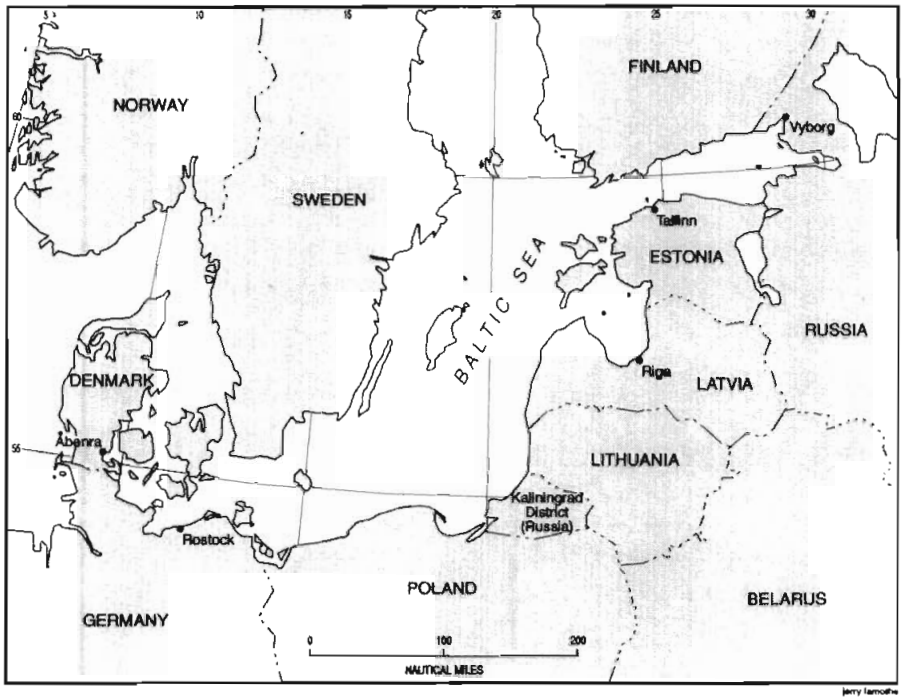 5 10 15 20 25 30
FINLAND
NORWAY
60
Vyborg
SWEDEN
Tallinn
ESTONIA
BALTIC SEA
RUSSIA
DENMARK
Riga
LATVIA
Abenra
55
LITHUANIA
Kaliningrad
District
(Russia)
Rostock
POLAND
BELARUS
GERMANY
0 100 200
NAUTICAL MILES
jerry lamothe